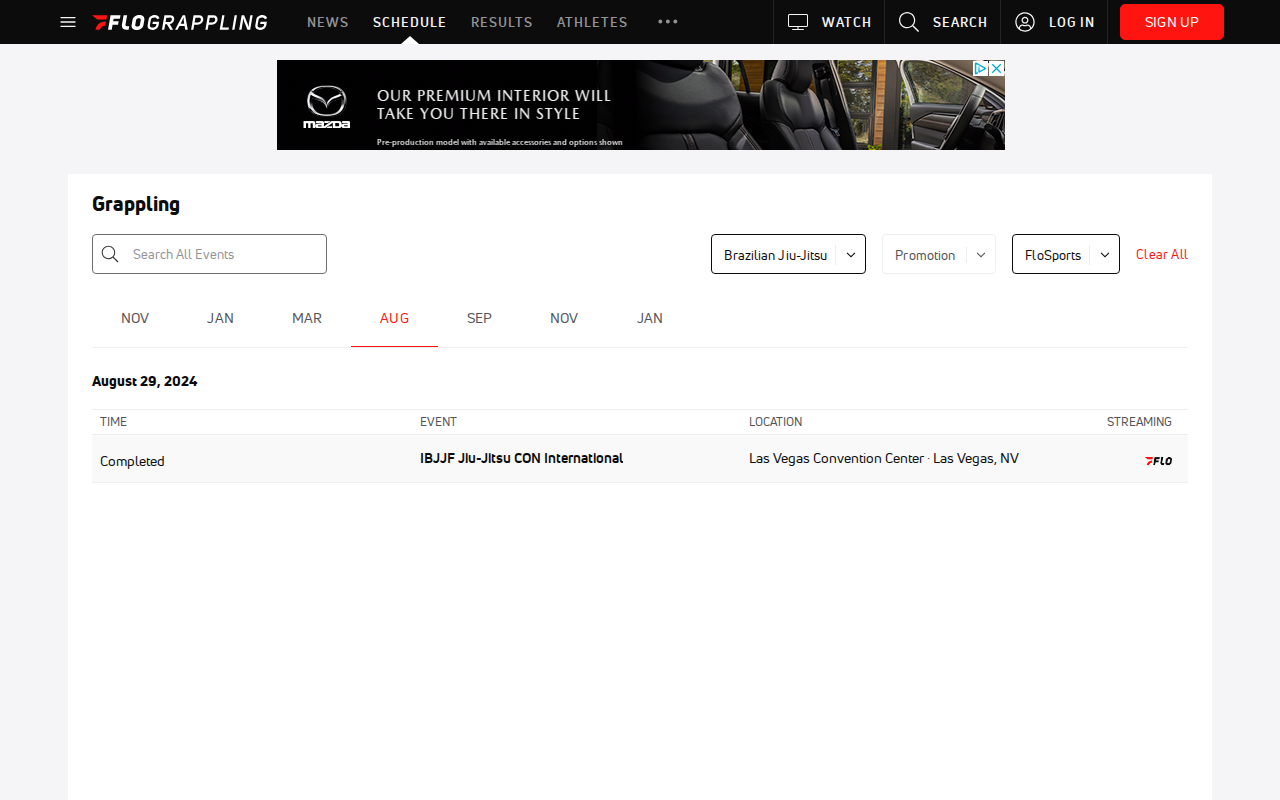 FLOGRAPPLING NEWS SCHEDULE RESULTS ATHLETES WATCH SEARCH LOG IN SIGN UP
mazda
OUR PREMIUM INTERIOR WILL
TAKE YOU THERE IN STYLE
Pre-production model with available accessories and options shown
Grappling
Search All Events Brazilian Jiu-Jitsu Promotion FloSports Clear All
NOV JAN MAR AUG SEP NOV JAN
August 29, 2024
TIME EVENT LOCATION STREAMING
Completed IBJJF Jiu-Jitsu CON International Las Vegas Convention Center · Las Vegas, NV FLO